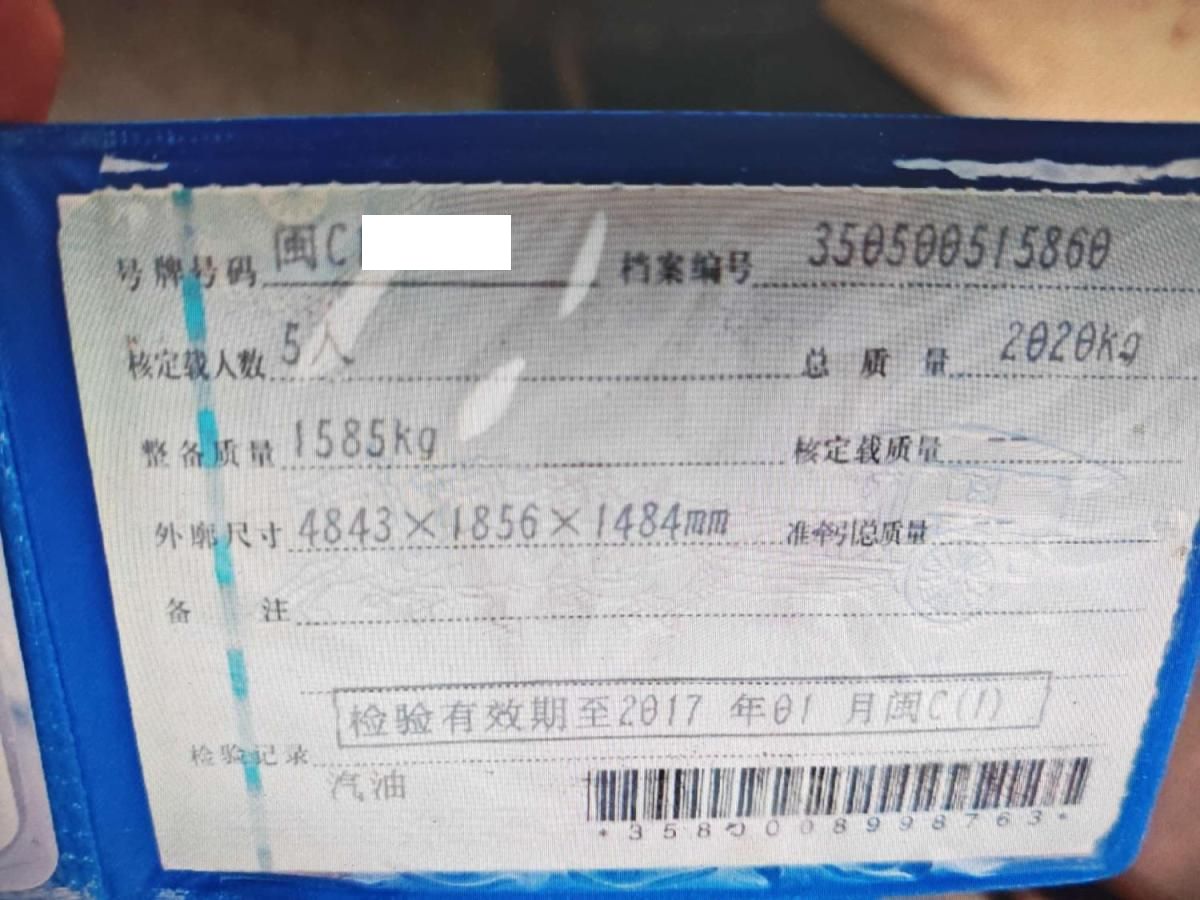 号牌号码 闽C 档案编号 350500515860
核定载人数 5人 总质量 2020kg
整备质量 1585kg 核定载质量 --
外廓尺寸 4843×1856×1484mm 准牵引总质量 --
备注
检验有效期至2017年01月闽C(1)
检验记录
汽油
*3580008998763*